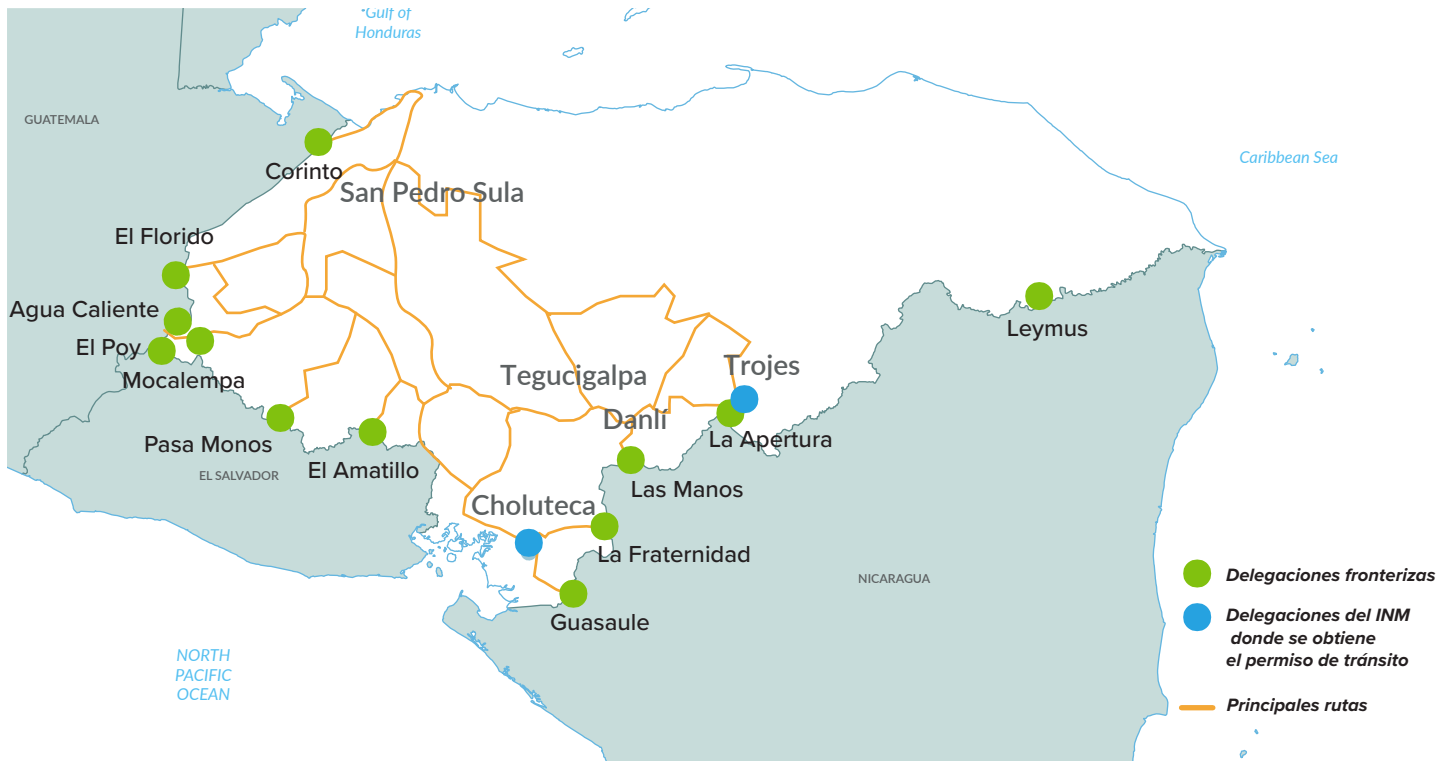 Gulf of
Honduras
GUATEMALA
Caribbean Sea
Corinto
San Pedro Sula
El Florido
Agua Caliente
Leymus
El Poy
Mocalempa
Tegucigalpa
Trojes
Danlí
La Apertura
Pasa Monos
El Amatillo
EL SALVADOR
Las Manos
Choluteca
La Fraternidad
NICARAGUA
Guasaule
NORTH
PACIFIC
OCEAN
Delegaciones fronterizas
Delegaciones del INM
donde se obtiene
el permiso de tránsito
Principales rutas